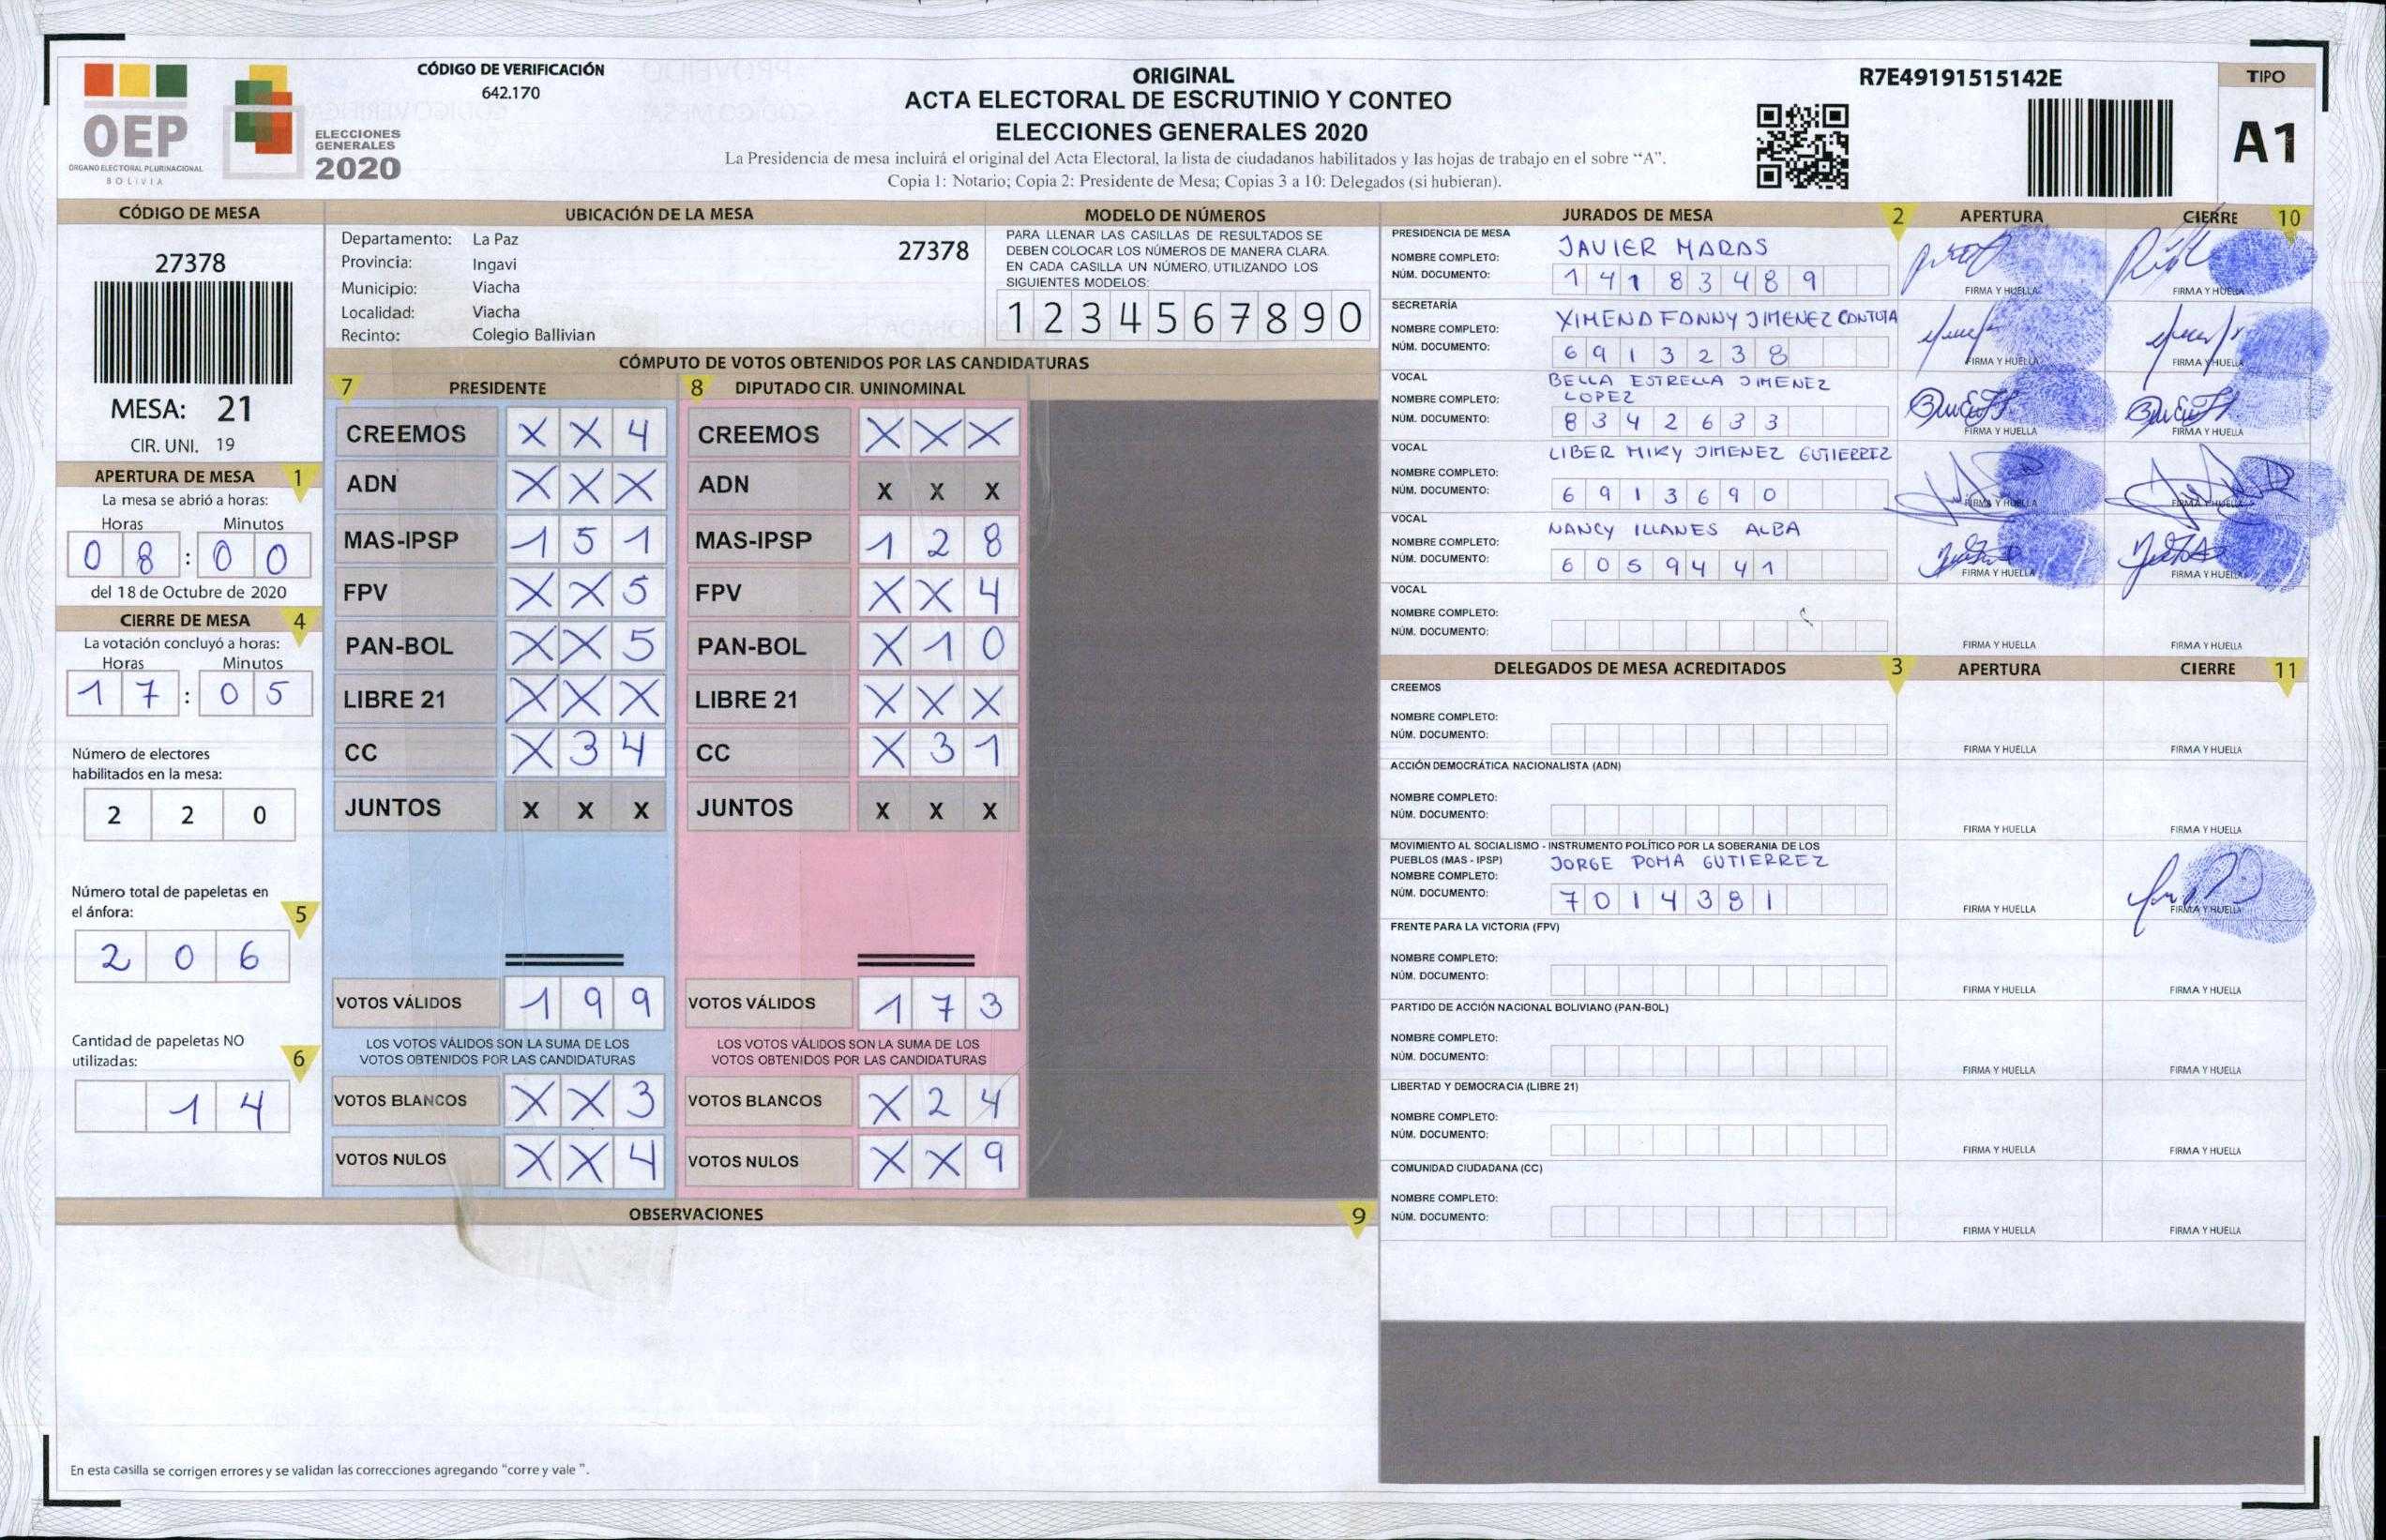 OEP
ÓRGANO ELECTORAL PLURINACIONAL
BOLIVIA
ELECCIONES
GENERALES
2020
CÓDIGO DE VERIFICACIÓN
642.170
ORIGINAL
ACTA ELECTORAL DE ESCRUTINIO Y CONTEO
ELECCIONES GENERALES 2020
La Presidencia de mesa incluirá el original del Acta Electoral, la lista de ciudadanos habilitados y las hojas de trabajo en el sobre “A”.
Copia 1: Notario; Copia 2: Presidente de Mesa; Copias 3 a 10: Delegados (si hubieran).
R7E49191515142E
TIPO
A1
CÓDIGO DE MESA
27378
MESA: 21
CIR. UNI. 19
APERTURA DE MESA 1
La mesa se abrió a horas:
Horas Minutos
0 8 : 0 0
del 18 de Octubre de 2020
CIERRE DE MESA 4
La votación concluyó a horas:
Horas Minutos
1 7 : 0 5
Número de electores
habilitados en la mesa:
2 2 0
Número total de papeletas en
el ánfora: 5
2 0 6
Cantidad de papeletas NO
utilizadas: 6
1 4
UBICACIÓN DE LA MESA
Departamento: La Paz 27378
Provincia: Ingavi
Municipio: Viacha
Localidad: Viacha
Recinto: Colegio Ballivian
MODELO DE NÚMEROS
PARA LLENAR LAS CASILLAS DE RESULTADOS SE
DEBEN COLOCAR LOS NÚMEROS DE MANERA CLARA.
EN CADA CASILLA UN NÚMERO, UTILIZANDO LOS
SIGUIENTES MODELOS:
1 2 3 4 5 6 7 8 9 0
CÓMPUTO DE VOTOS OBTENIDOS POR LAS CANDIDATURAS
7 PRESIDENTE 8 DIPUTADO CIR. UNINOMINAL
CREEMOS X X 4 CREEMOS X X X
ADN X X X ADN X X X
MAS-IPSP 1 5 1 MAS-IPSP 1 2 8
FPV X X 5 FPV X X 4
PAN-BOL X X 5 PAN-BOL X 1 0
LIBRE 21 X X X LIBRE 21 X X X
CC X 3 4 CC X 3 1
JUNTOS X X X JUNTOS X X X
VOTOS VÁLIDOS 1 9 9 VOTOS VÁLIDOS 1 7 3
LOS VOTOS VÁLIDOS SON LA SUMA DE LOS LOS VOTOS VÁLIDOS SON LA SUMA DE LOS
VOTOS OBTENIDOS POR LAS CANDIDATURAS VOTOS OBTENIDOS POR LAS CANDIDATURAS
VOTOS BLANCOS X X 3 VOTOS BLANCOS X 2 4
VOTOS NULOS X X 4 VOTOS NULOS X X 9
OBSERVACIONES 9
En esta casilla se corrigen errores y se validan las correcciones agregando “corre y vale ”.
JURADOS DE MESA 2 APERTURA CIERRE 10
PRESIDENCIA DE MESA
NOMBRE COMPLETO: JAVIER MARAS
NÚM. DOCUMENTO: 1 4 1 8 3 4 8 9
FIRMA Y HUELLA FIRMA Y HUELLA
SECRETARÍA
NOMBRE COMPLETO: XIMENA FANNY JIMENEZ CONTUTA
NÚM. DOCUMENTO: 6 9 1 3 2 3 8
FIRMA Y HUELLA FIRMA Y HUELLA
VOCAL
NOMBRE COMPLETO: BELLA ESTRELLA JIMENEZ
LOPEZ
NÚM. DOCUMENTO: 8 3 4 2 6 3 3
FIRMA Y HUELLA FIRMA Y HUELLA
VOCAL
NOMBRE COMPLETO: LIBER MIKY JIMENEZ GUTIERREZ
NÚM. DOCUMENTO: 6 9 1 3 6 9 0
FIRMA Y HUELLA FIRMA Y HUELLA
VOCAL
NOMBRE COMPLETO: NANCY ILLANES ALBA
NÚM. DOCUMENTO: 6 0 5 9 4 4 1
FIRMA Y HUELLA FIRMA Y HUELLA
VOCAL
NOMBRE COMPLETO:
NÚM. DOCUMENTO:
FIRMA Y HUELLA FIRMA Y HUELLA
DELEGADOS DE MESA ACREDITADOS 3 APERTURA CIERRE 11
CREEMOS
NOMBRE COMPLETO:
NÚM. DOCUMENTO:
FIRMA Y HUELLA FIRMA Y HUELLA
ACCIÓN DEMOCRÁTICA NACIONALISTA (ADN)
NOMBRE COMPLETO:
NÚM. DOCUMENTO:
FIRMA Y HUELLA FIRMA Y HUELLA
MOVIMIENTO AL SOCIALISMO - INSTRUMENTO POLÍTICO POR LA SOBERANIA DE LOS
PUEBLOS (MAS - IPSP) JORGE POMA GUTIERREZ
NOMBRE COMPLETO:
NÚM. DOCUMENTO: 7 0 1 4 3 8 1
FIRMA Y HUELLA FIRMA Y HUELLA
FRENTE PARA LA VICTORIA (FPV)
NOMBRE COMPLETO:
NÚM. DOCUMENTO:
FIRMA Y HUELLA FIRMA Y HUELLA
PARTIDO DE ACCIÓN NACIONAL BOLIVIANO (PAN-BOL)
NOMBRE COMPLETO:
NÚM. DOCUMENTO:
FIRMA Y HUELLA FIRMA Y HUELLA
LIBERTAD Y DEMOCRACIA (LIBRE 21)
NOMBRE COMPLETO:
NÚM. DOCUMENTO:
FIRMA Y HUELLA FIRMA Y HUELLA
COMUNIDAD CIUDADANA (CC)
NOMBRE COMPLETO:
NÚM. DOCUMENTO:
FIRMA Y HUELLA FIRMA Y HUELLA